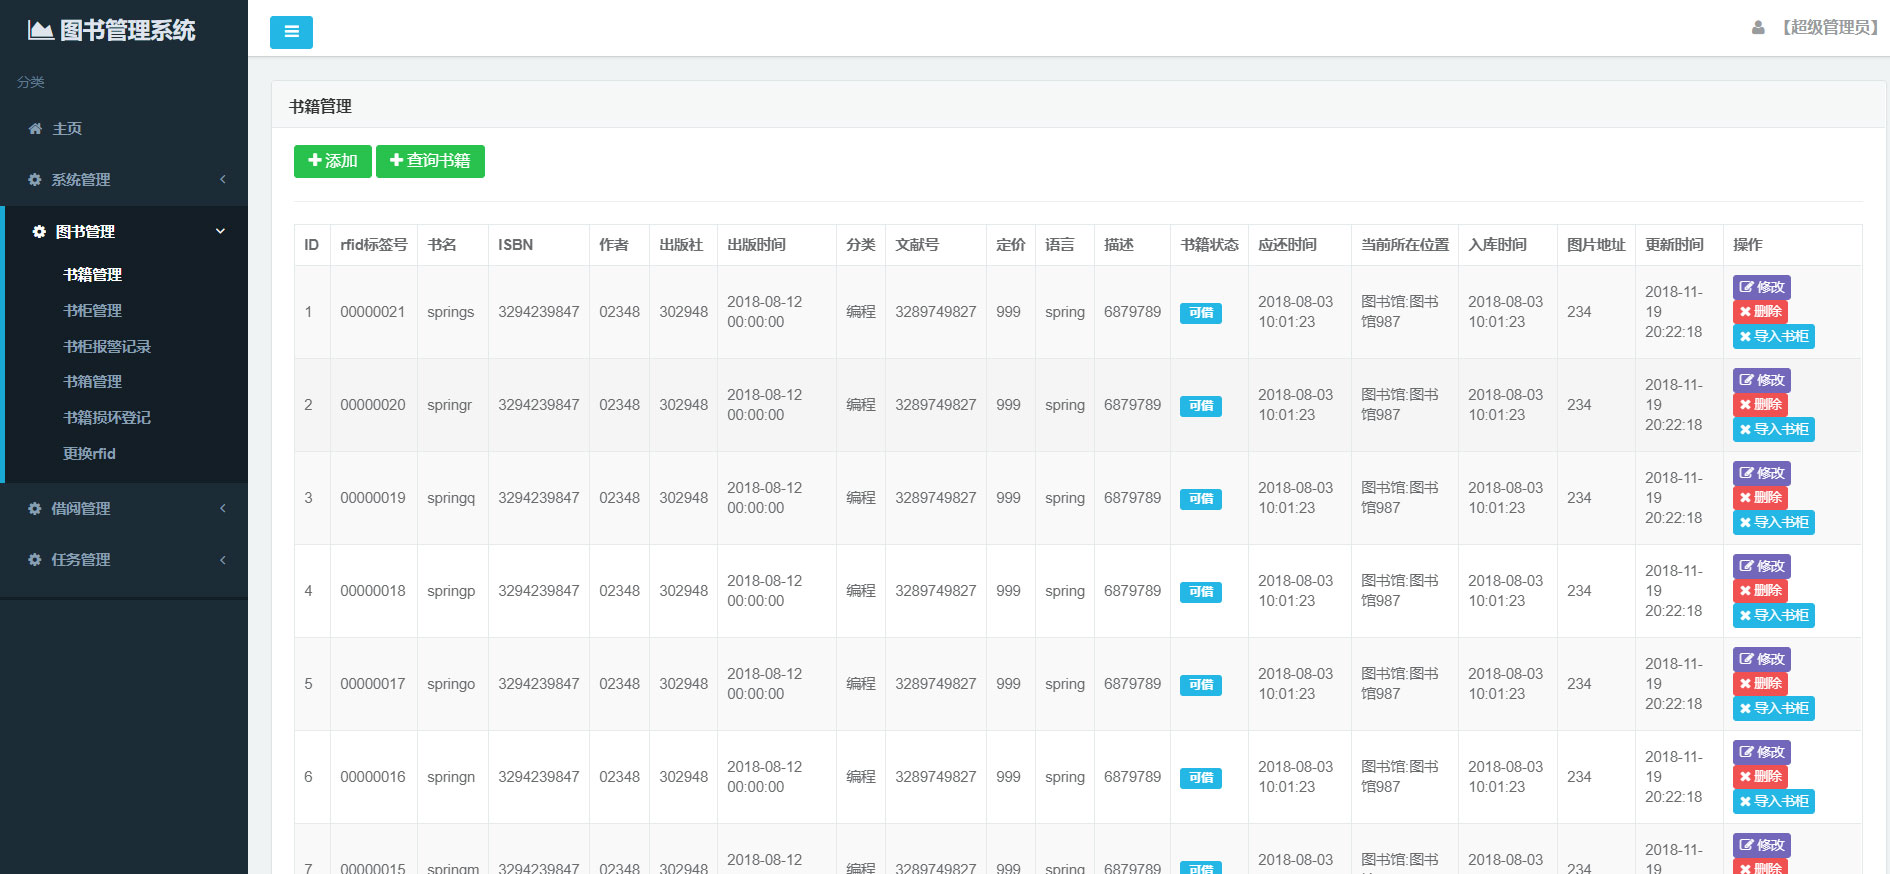 图书管理系统
【超级管理员】
分类
主页
系统管理
图书管理
书籍管理
书柜管理
书柜报警记录
书箱管理
书籍损坏登记
更换rfid
借阅管理
任务管理
书籍管理
添加 查询书籍
ID rfid标签号 书名 ISBN 作者 出版社 出版时间 分类 文献号 定价 语言 描述 书籍状态 应还时间 当前所在位置 入库时间 图片地址 更新时间 操作
1 00000021 springs 3294239847 02348 302948 2018-08-12 00:00:00 编程 3289749827 999 spring 6879789 可借 2018-08-03 10:01:23 图书馆:图书馆987 2018-08-03 10:01:23 234 2018-11-19 20:22:18 修改 删除 导入书柜
2 00000020 springr 3294239847 02348 302948 2018-08-12 00:00:00 编程 3289749827 999 spring 6879789 可借 2018-08-03 10:01:23 图书馆:图书馆987 2018-08-03 10:01:23 234 2018-11-19 20:22:18 修改 删除 导入书柜
3 00000019 springq 3294239847 02348 302948 2018-08-12 00:00:00 编程 3289749827 999 spring 6879789 可借 2018-08-03 10:01:23 图书馆:图书馆987 2018-08-03 10:01:23 234 2018-11-19 20:22:18 修改 删除 导入书柜
4 00000018 springp 3294239847 02348 302948 2018-08-12 00:00:00 编程 3289749827 999 spring 6879789 可借 2018-08-03 10:01:23 图书馆:图书馆987 2018-08-03 10:01:23 234 2018-11-19 20:22:18 修改 删除 导入书柜
5 00000017 springo 3294239847 02348 302948 2018-08-12 00:00:00 编程 3289749827 999 spring 6879789 可借 2018-08-03 10:01:23 图书馆:图书馆987 2018-08-03 10:01:23 234 2018-11-19 20:22:18 修改 删除 导入书柜
6 00000016 springn 3294239847 02348 302948 2018-08-12 00:00:00 编程 3289749827 999 spring 6879789 可借 2018-08-03 10:01:23 图书馆:图书馆987 2018-08-03 10:01:23 234 2018-11-19 20:22:18 修改 删除 导入书柜
7 00000015 springm 3294239847 02348 302948 2018-08-12 编程 3289749827 999 spring 6879789 可借 2018-08-03 图书馆:图书 2018-08-03 234 2018-11-19 修改 删除